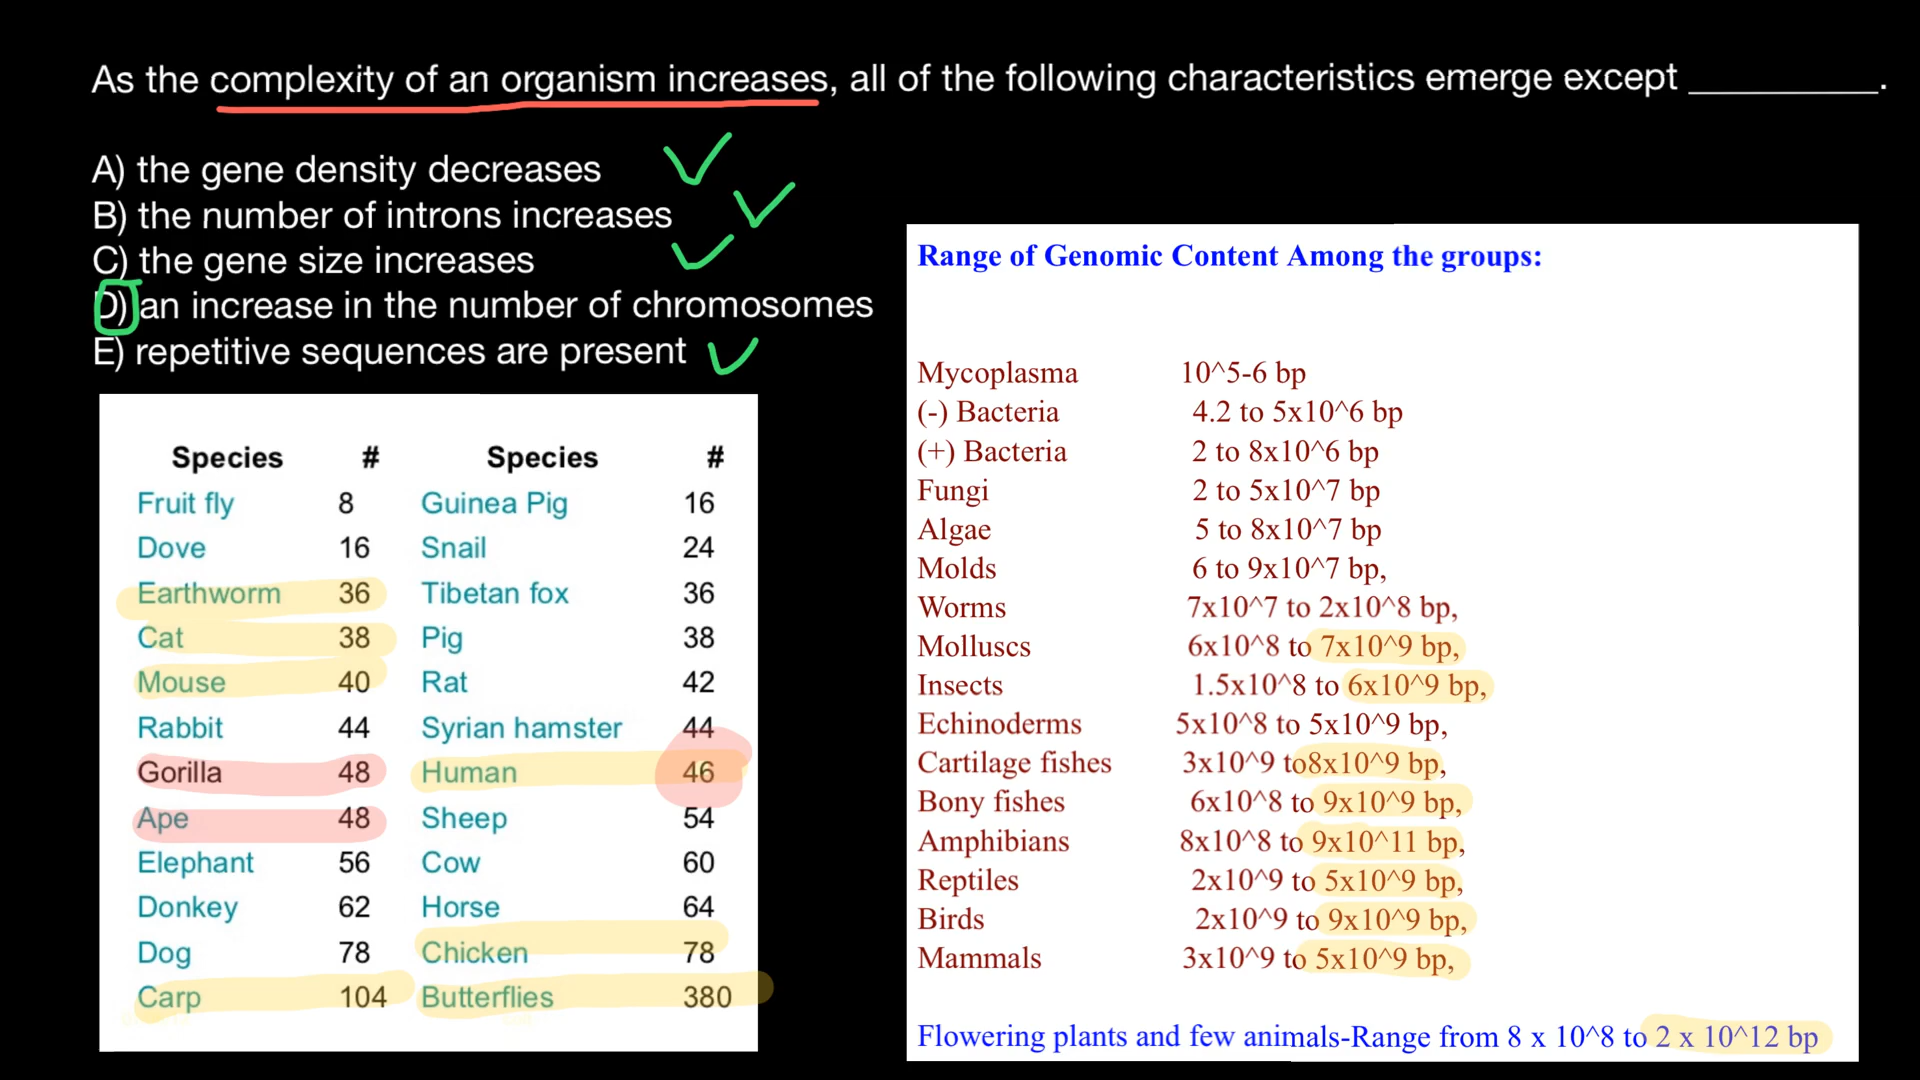 As the complexity of an organism increases, all of the following characteristics emerge except __________.
A) the gene density decreases
B) the number of introns increases
C) the gene size increases
D) an increase in the number of chromosomes
E) repetitive sequences are present
Species # Species #
Fruit fly 8 Guinea Pig 16
Dove 16 Snail 24
Earthworm 36 Tibetan fox 36
Cat 38 Pig 38
Mouse 40 Rat 42
Rabbit 44 Syrian hamster 44
Gorilla 48 Human 46
Ape 48 Sheep 54
Elephant 56 Cow 60
Donkey 62 Horse 64
Dog 78 Chicken 78
Carp 104 Butterflies 380
Range of Genomic Content Among the groups:
Mycoplasma 10^5-6 bp
(-) Bacteria 4.2 to 5x10^6 bp
(+) Bacteria 2 to 8x10^6 bp
Fungi 2 to 5x10^7 bp
Algae 5 to 8x10^7 bp
Molds 6 to 9x10^7 bp,
Worms 7x10^7 to 2x10^8 bp,
Molluscs 6x10^8 to 7x10^9 bp,
Insects 1.5x10^8 to 6x10^9 bp,
Echinoderms 5x10^8 to 5x10^9 bp,
Cartilage fishes 3x10^9 to8x10^9 bp,
Bony fishes 6x10^8 to 9x10^9 bp,
Amphibians 8x10^8 to 9x10^11 bp,
Reptiles 2x10^9 to 5x10^9 bp,
Birds 2x10^9 to 9x10^9 bp,
Mammals 3x10^9 to 5x10^9 bp,
Flowering plants and few animals-Range from 8 x 10^8 to 2 x 10^12 bp